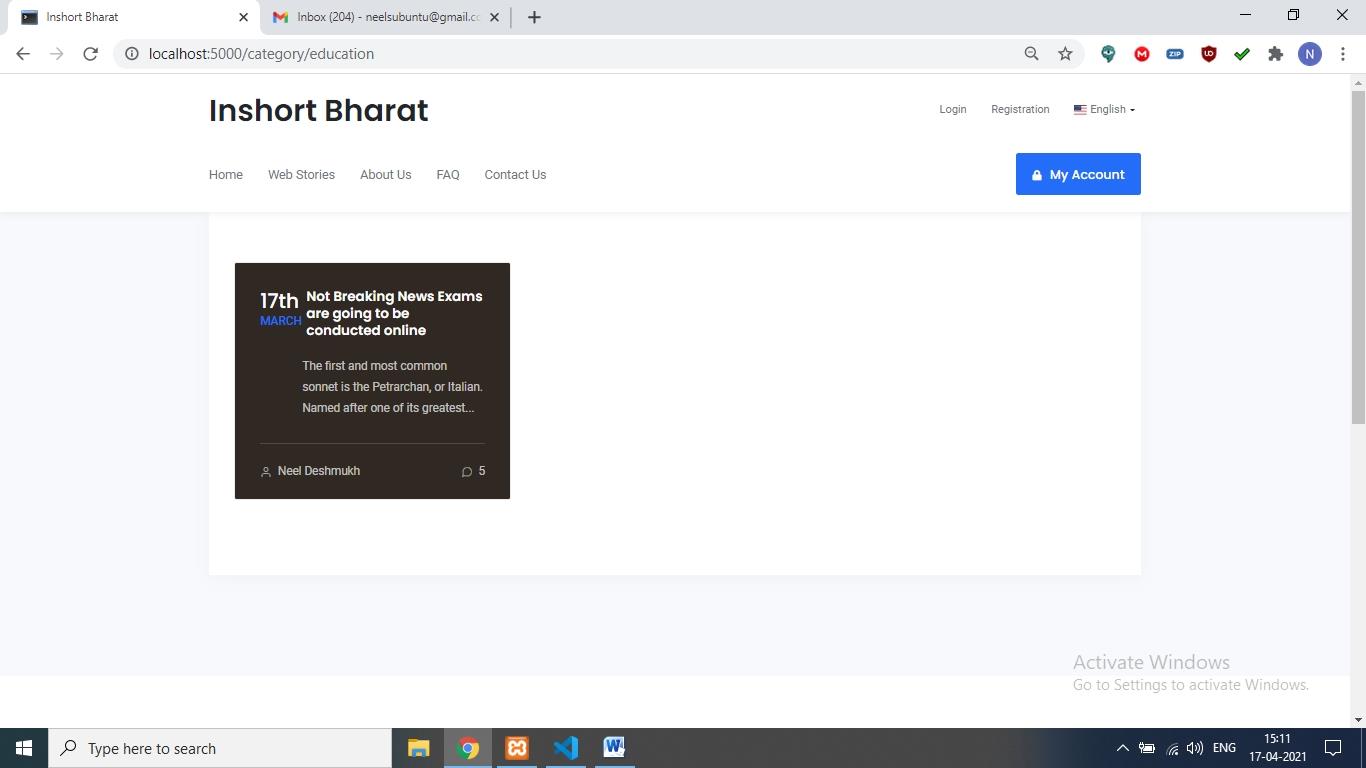 Inshort Bharat
Inbox (204) - neelsubuntu@gmail.cc
localhost:5000/category/education
ZIP
N
Inshort Bharat
Login Registration English
Home Web Stories About Us FAQ Contact Us
My Account
17th
MARCH
Not Breaking News Exams
are going to be
conducted online
The first and most common
sonnet is the Petrarchan, or Italian.
Named after one of its greatest...
Neel Deshmukh 5
Activate Windows
Go to Settings to activate Windows.
Type here to search
ENG
15:11
17-04-2021